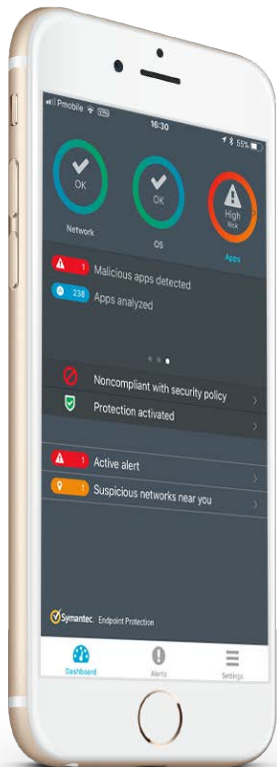 Pmobile VPN
16:30
55%
OK
OK
High
Risk
Network
OS
Apps
1 Malicious apps detected
238 Apps analyzed
Noncompliant with security policy
Protection activated
1 Active alert
1 Suspicious networks near you
Symantec. Endpoint Protection
Dashboard
Alerts
Settings